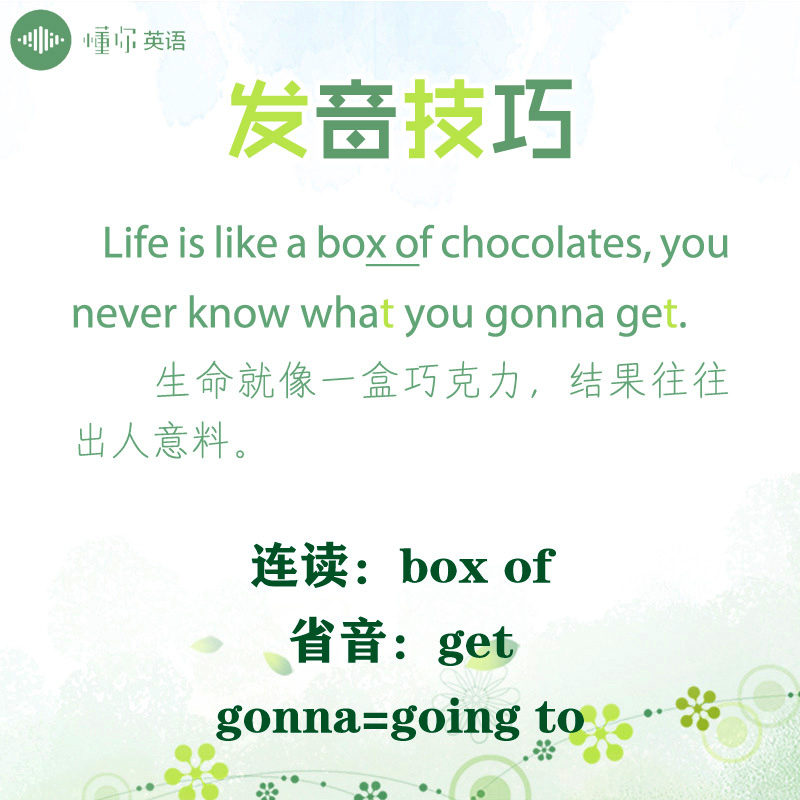 懂你英语
发音技巧
Life is like a box of chocolates, you
never know what you gonna get.
生命就像一盒巧克力，结果往往
出人意料。
连读：box of
省音：get
gonna=going to